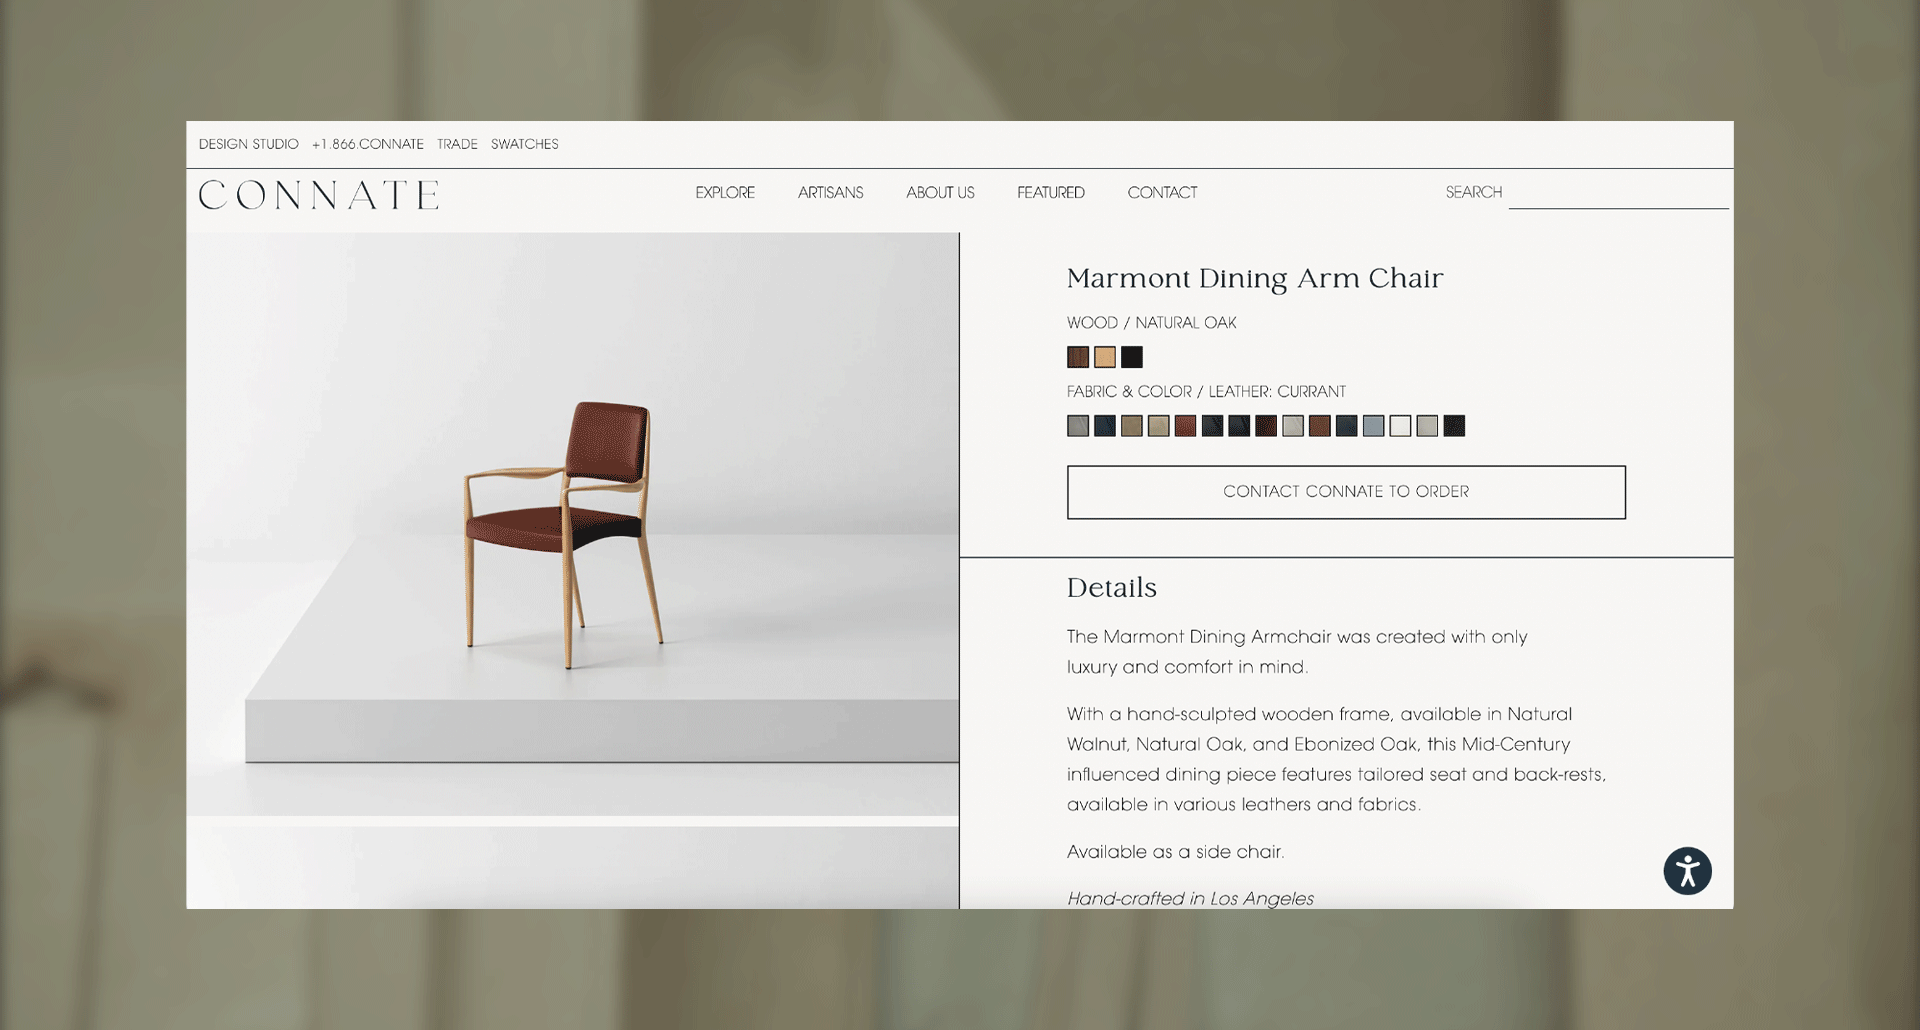 DESIGN STUDIO +1.866.CONNATE TRADE SWATCHES
CONNATE
EXPLORE ARTISANS ABOUT US FEATURED CONTACT
SEARCH
Marmont Dining Arm Chair
WOOD / NATURAL OAK
FABRIC & COLOR / LEATHER: CURRANT
CONTACT CONNATE TO ORDER
Details
The Marmont Dining Armchair was created with only
luxury and comfort in mind.
With a hand-sculpted wooden frame, available in Natural
Walnut, Natural Oak, and Ebonized Oak, this Mid-Century
influenced dining piece features tailored seat and back-rests,
available in various leathers and fabrics.
Available as a side chair.
Hand-crafted in Los Angeles